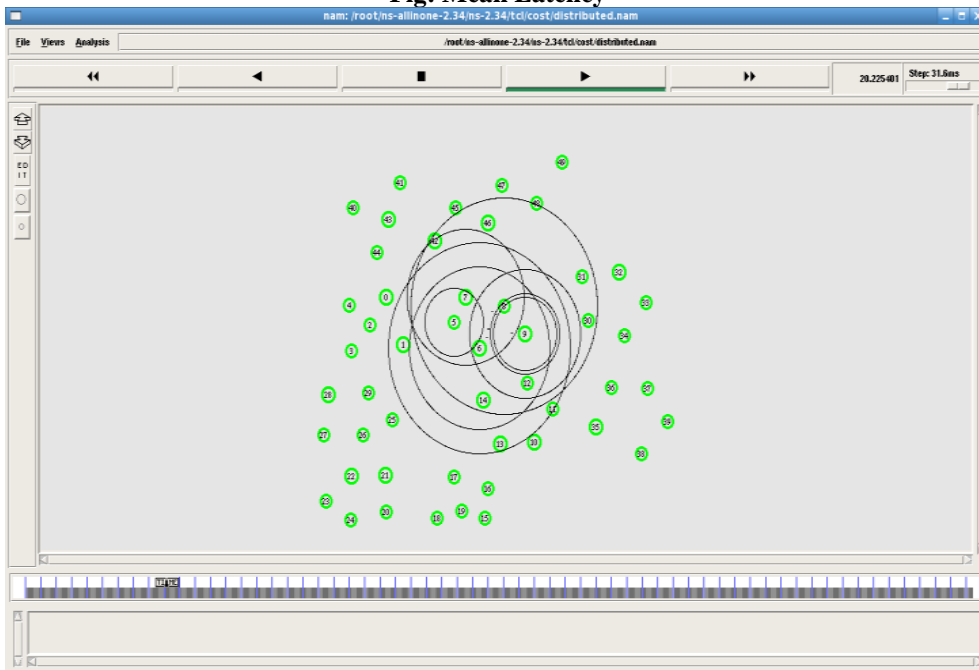 Fig: Mean Latency
nam: /root/ns-allinone-2.34/ns-2.34/tcl/cost/distributed.nam
File Views Analysis /root/ns-allinone-2.34/ns-2.34/tcl/cost/distributed.nam
20.225401 Step: 31.6ms
ED
IT
49
41 47
40 45 48
43 46
42
44
31 32
0 7 33
4 8
2 5 30
9 34
1 6
3
12 36 37
28 29 14
11
25 39
35
27 26 13 10
38
22 21 17
16
23
20 19
24 18 15
TIME